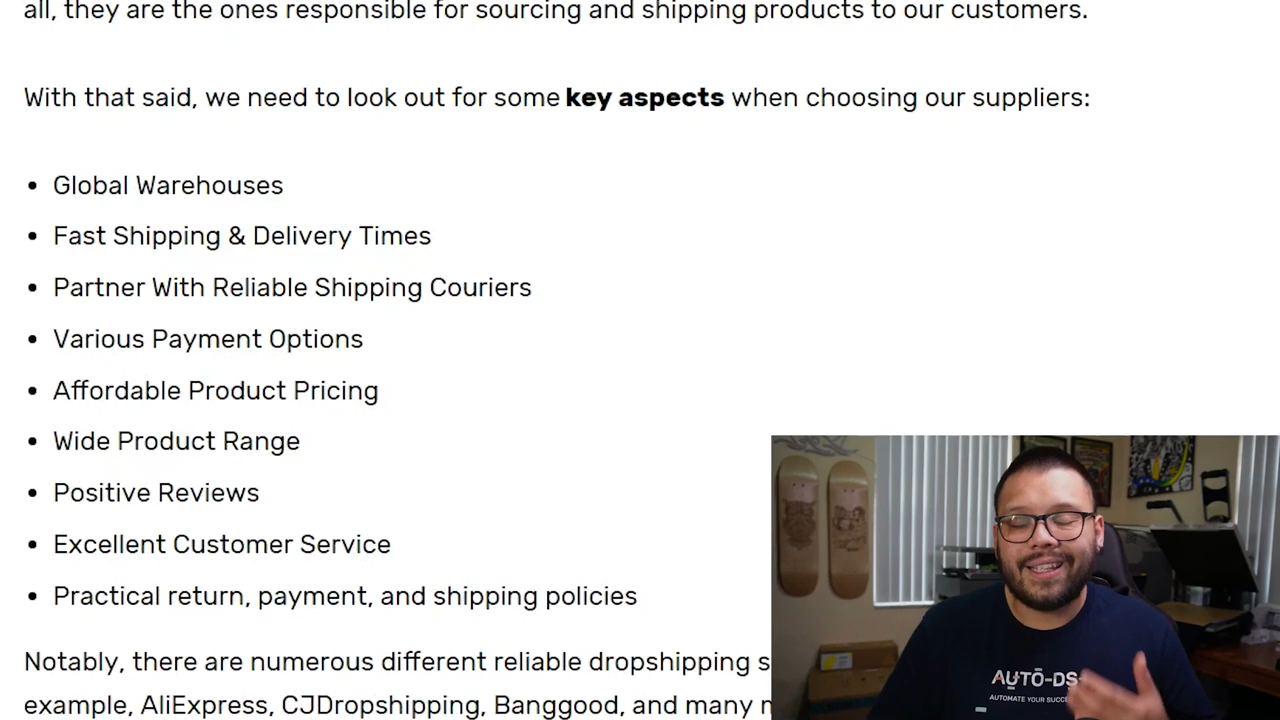 all, they are the ones responsible for sourcing and shipping products to our customers.
With that said, we need to look out for some key aspects when choosing our suppliers:
• Global Warehouses
• Fast Shipping & Delivery Times
• Partner With Reliable Shipping Couriers
• Various Payment Options
• Affordable Product Pricing
• Wide Product Range
• Positive Reviews
• Excellent Customer Service
• Practical return, payment, and shipping policies
Notably, there are numerous different reliable dropshipping
example, AliExpress, CJDropshipping, Banggood, and many
AUTO-DS
AUTOMATE YOUR